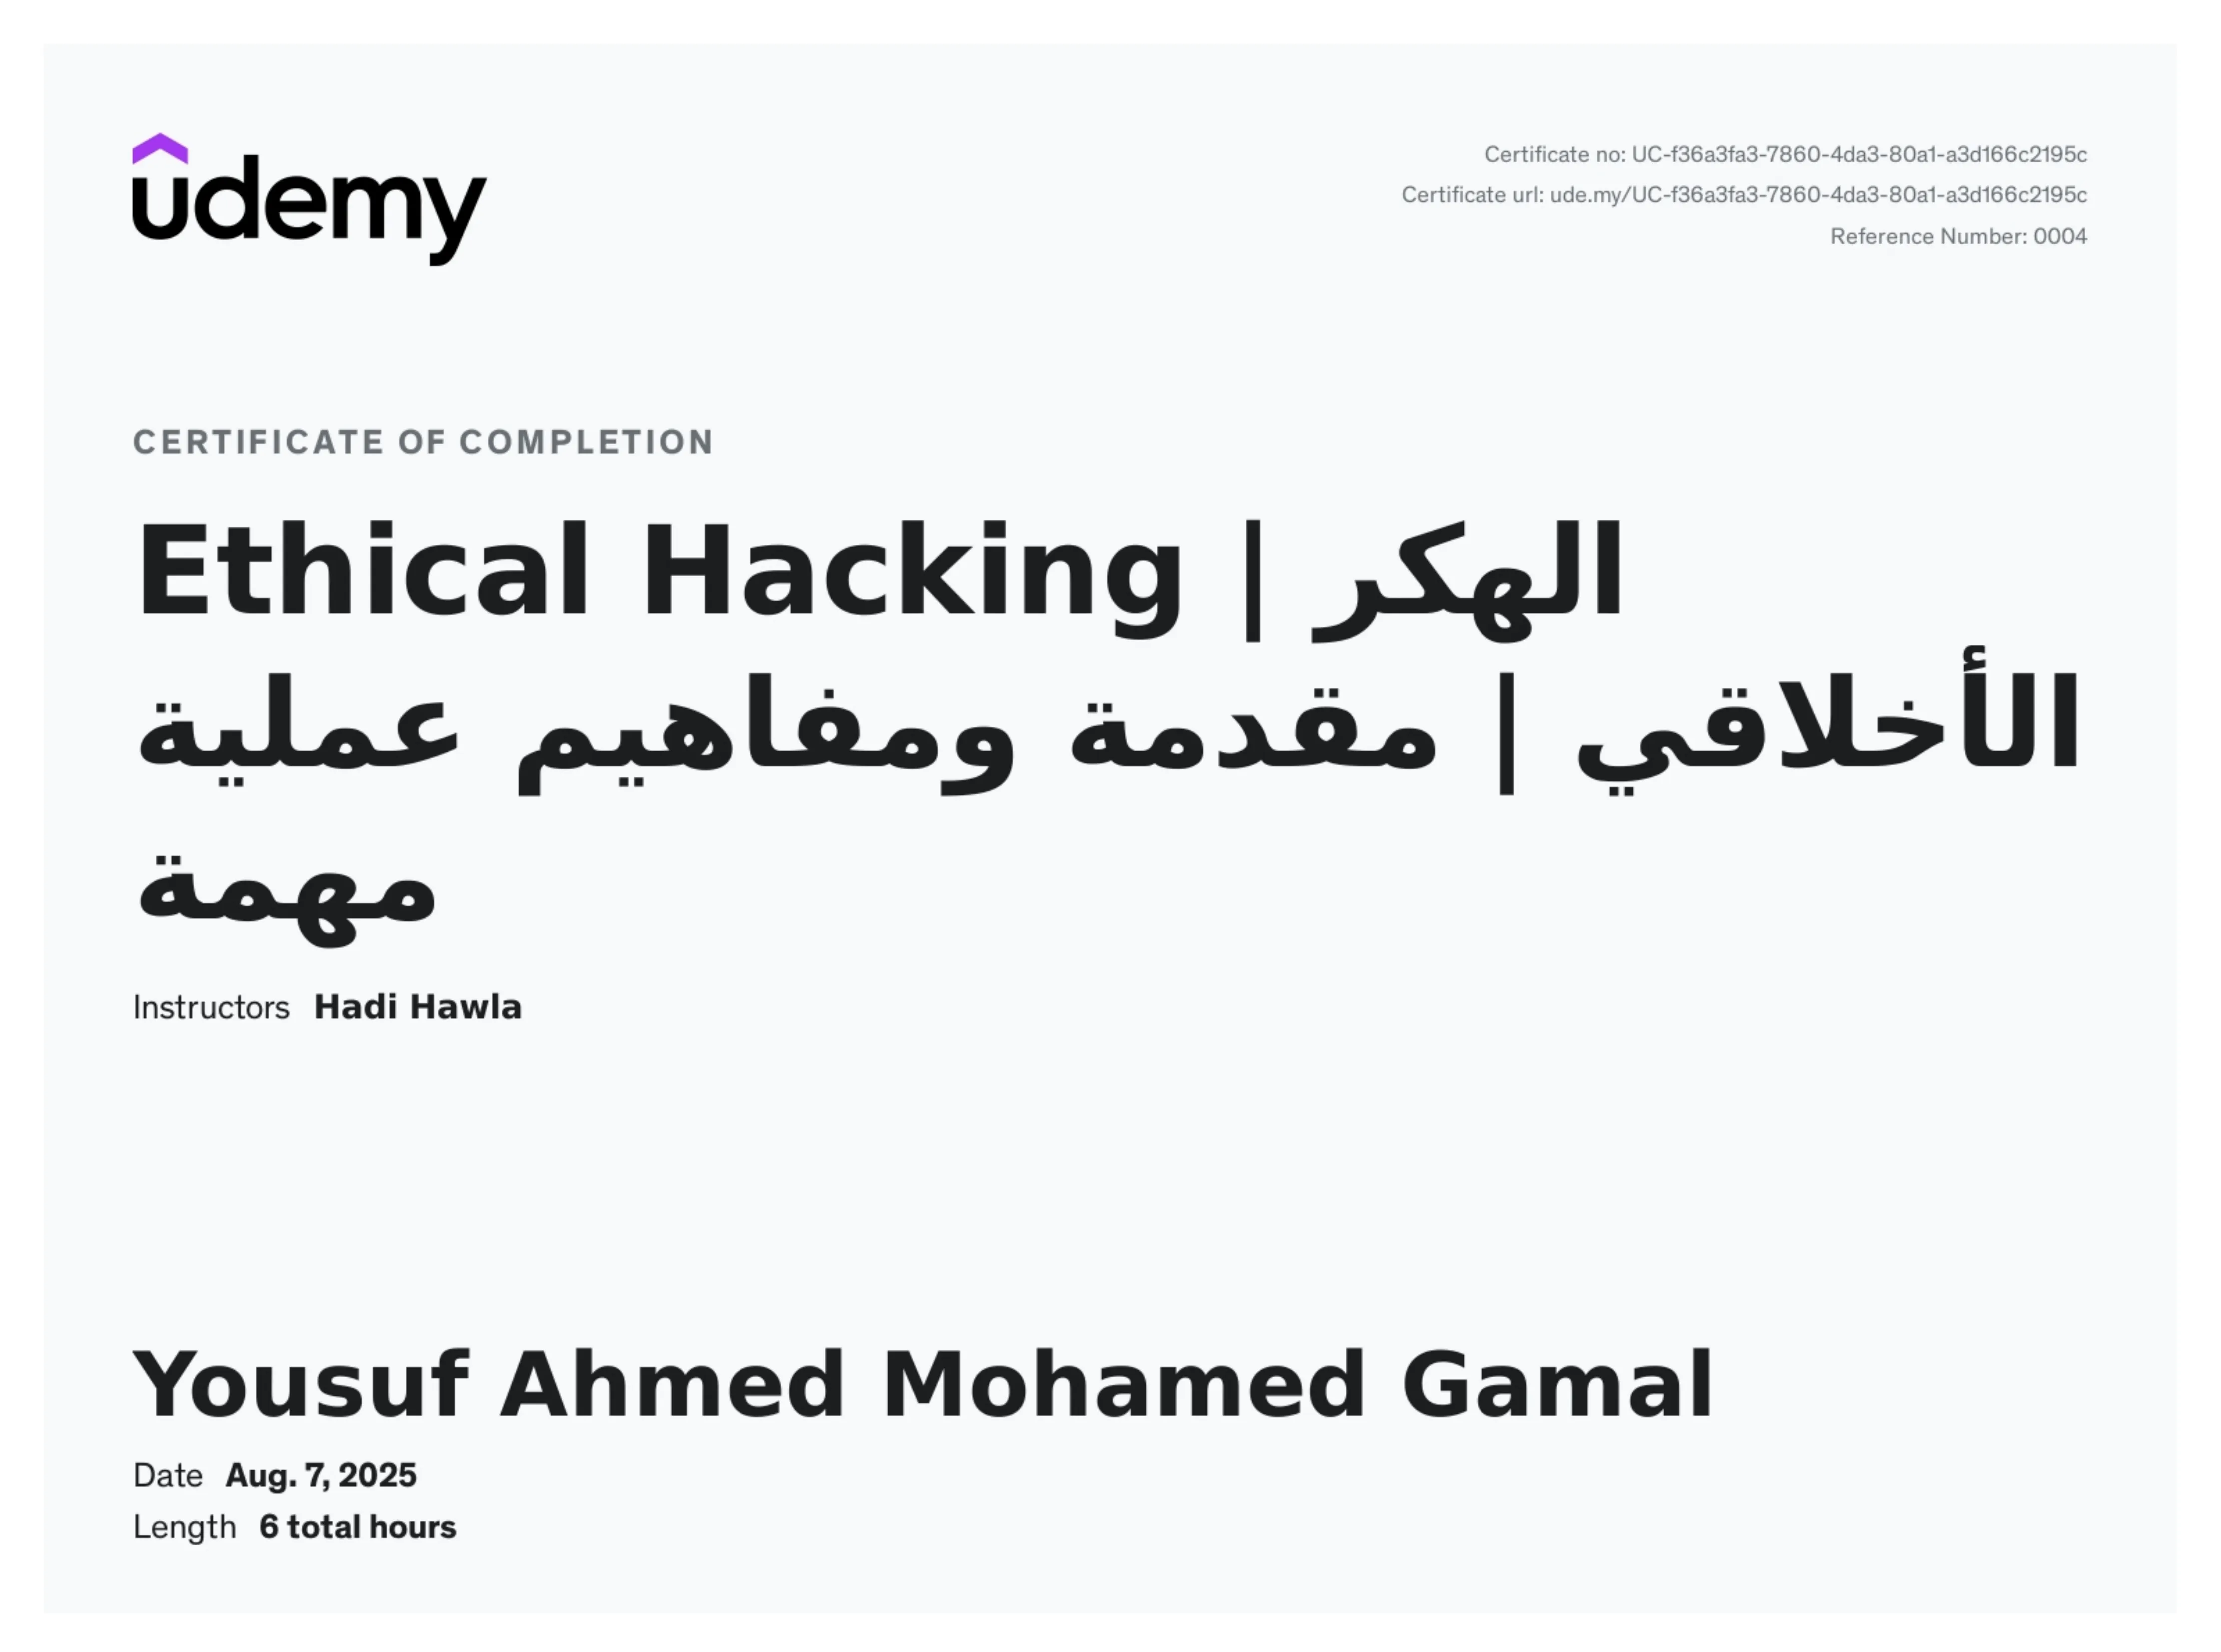 udemy
Certificate no: UC-f36a3fa3-7860-4da3-80a1-a3d166c2195c
Certificate url: ude.my/UC-f36a3fa3-7860-4da3-80a1-a3d166c2195c
Reference Number: 0004
CERTIFICATE OF COMPLETION
Ethical Hacking | الهكر
الأخلاقي | مقدمة ومفاهيم عملية
مهمة
Instructors Hadi Hawla
Yousuf Ahmed Mohamed Gamal
Date Aug. 7, 2025
Length 6 total hours